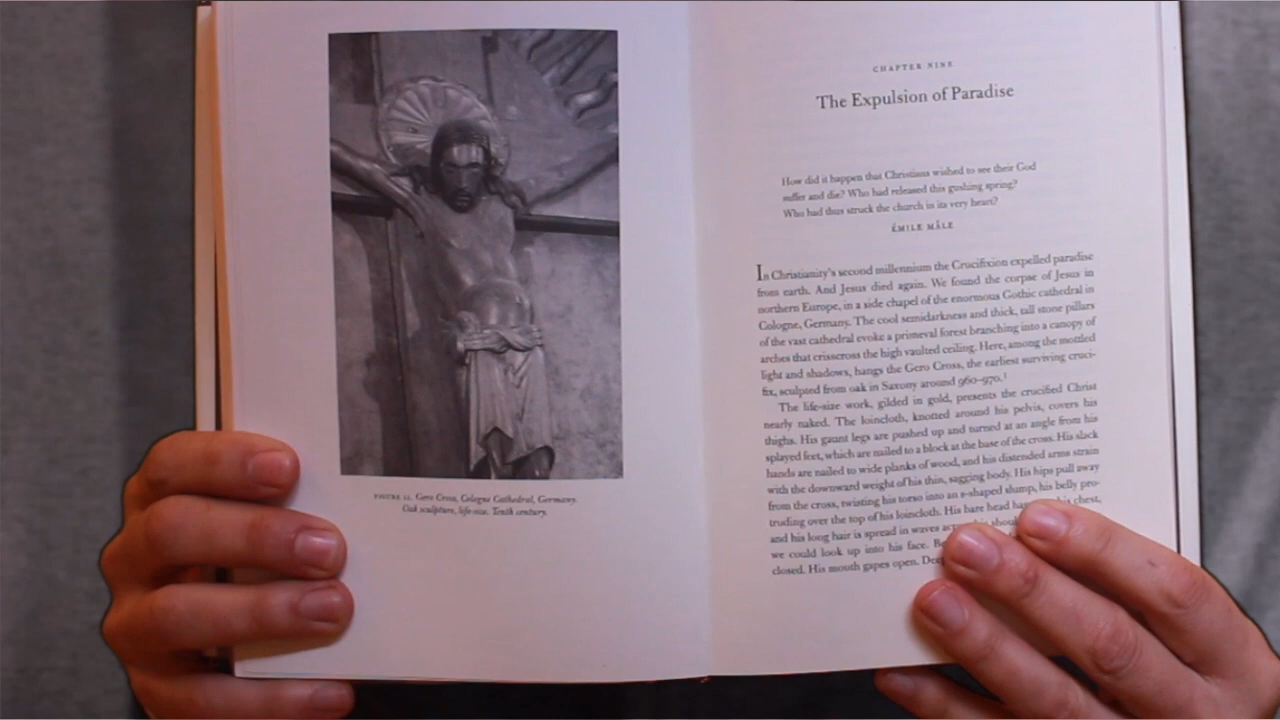 FIGURE 12. Gero Cross, Cologne Cathedral, Germany.
Oak sculpture, life-size. Tenth century.
CHAPTER NINE
The Expulsion of Paradise
How did it happen that Christians wished to see their God
suffer and die? Who had released this gushing spring?
Who had thus struck the church in its very heart?
ÉMILE MÂLE
In Christianity's second millennium the Crucifixion expelled paradise
from earth. And Jesus died again. We found the corpse of Jesus in
northern Europe, in a side chapel of the enormous Gothic cathedral in
Cologne, Germany. The cool semidarkness and thick, tall stone pillars
of the vast cathedral evoke a primeval forest branching into a canopy of
arches that crisscross the high vaulted ceiling. Here, among the mottled
light and shadows, hangs the Gero Cross, the earliest surviving cruci-
fix, sculpted from oak in Saxony around 960–970.1
The life-size work, gilded in gold, presents the crucified Christ
nearly naked. The loincloth, knotted around his pelvis, covers his
thighs. His gaunt legs are pushed up and turned at an angle from his
splayed feet, which are nailed to a block at the base of the cross. His slack
hands are nailed to wide planks of wood, and his distended arms strain
with the downward weight of his thin, sagging body. His hips pull away
from the cross, twisting his torso into an s-shaped slump, his belly pro-
truding over the top of his loincloth. His bare head his chest,
and his long hair is spread in waves
we could look up into his face.
closed. His mouth gapes open.